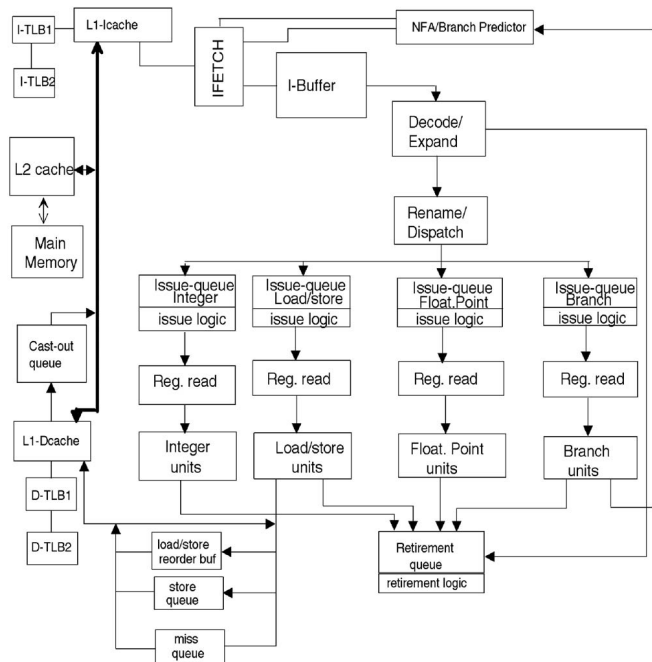 I-TLB1
L1-Icache
NFA/Branch Predictor
I-TLB2
IFETCH
I-Buffer
Decode/
Expand
L2 cache
Main
Memory
Rename/
Dispatch
Issue-queue
Integer
issue logic
Issue-queue
Load/store
issue logic
Issue-queue
Float.Point
issue logic
Issue-queue
Branch
issue logic
Cast-out
queue
Reg. read
Reg. read
Reg. read
Reg. read
L1-Dcache
Integer
units
Load/store
units
Float. Point
units
Branch
units
D-TLB1
D-TLB2
load/store
reorder buf
store
queue
miss
queue
Retirement
queue
retirement logic